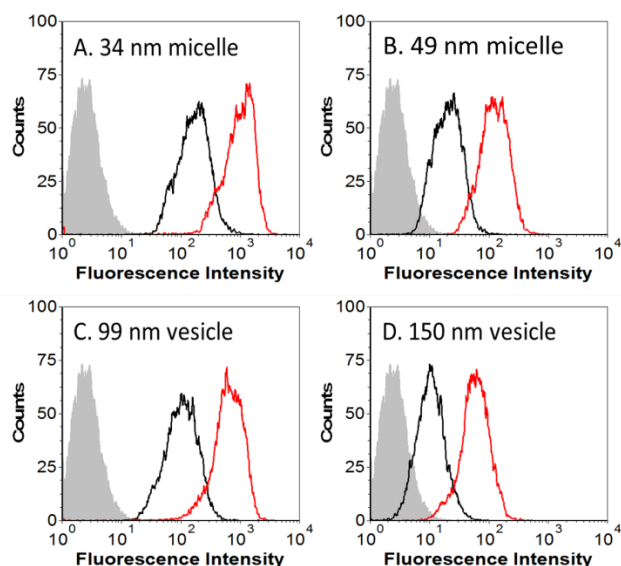 A. 34 nm micelle
B. 49 nm micelle
100
75
50
25
0
Counts
10^0 10^1 10^2 10^3 10^4
Fluorescence Intensity
100
75
50
25
0
Counts
10^0 10^1 10^2 10^3 10^4
Fluorescence Intensity
C. 99 nm vesicle
D. 150 nm vesicle
100
75
50
25
0
Counts
10^0 10^1 10^2 10^3 10^4
Fluorescence Intensity
100
75
50
25
0
Counts
10^0 10^1 10^2 10^3 10^4
Fluorescence Intensity